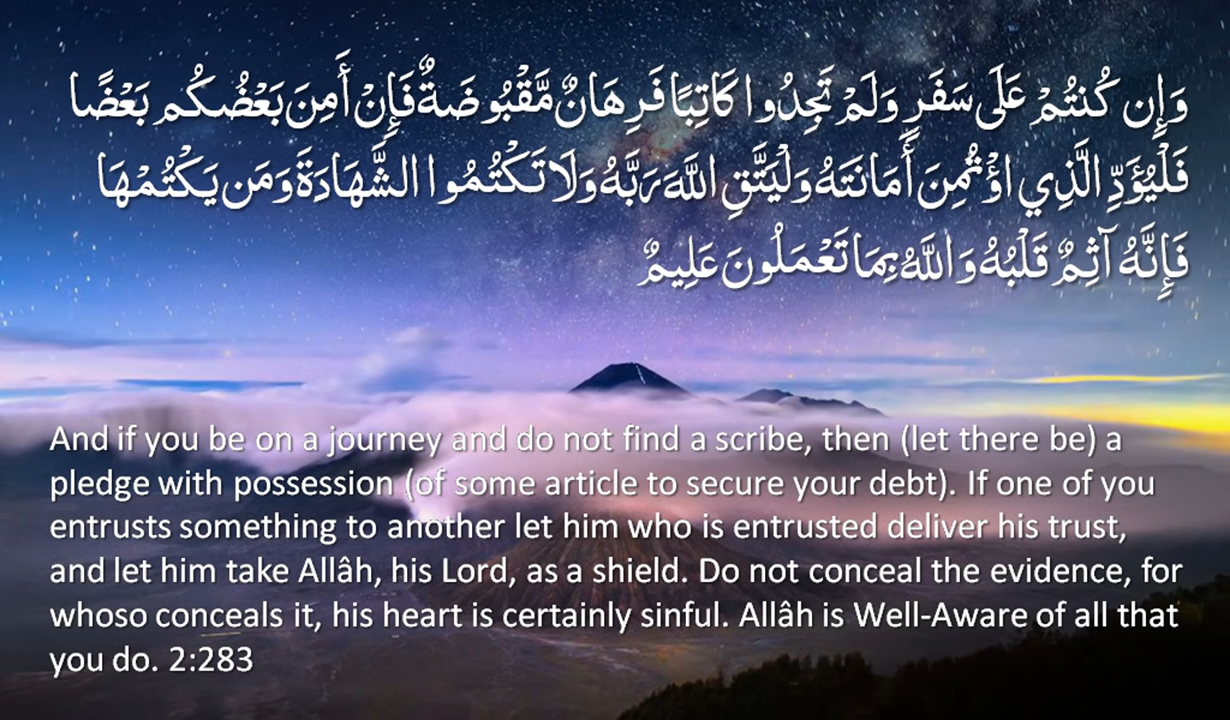 وَإِن كُنتُمْ عَلَى سَفَرٍ وَلَمْ تَجِدُوا كَاتِبًا فَرِهَانٌ مَّقْبُوضَةٌ فَإِنْ أَمِنَ بَعْضُكُم بَعْضًا
فَلْيُؤَدِّ الَّذِي اؤْتُمِنَ أَمَانَتَهُ وَلْيَتَّقِ اللَّهَ رَبَّهُ وَلَا تَكْتُمُوا الشَّهَادَةَ وَمَن يَكْتُمْهَا
فَإِنَّهُ آثِمٌ قَلْبُهُ وَاللَّهُ بِمَا تَعْمَلُونَ عَلِيمٌ
And if you be on a journey and do not find a scribe, then (let there be) a
pledge with possession (of some article to secure your debt). If one of you
entrusts something to another let him who is entrusted deliver his trust,
and let him take Allâh, his Lord, as a shield. Do not conceal the evidence, for
whoso conceals it, his heart is certainly sinful. Allâh is Well-Aware of all that
you do. 2:283